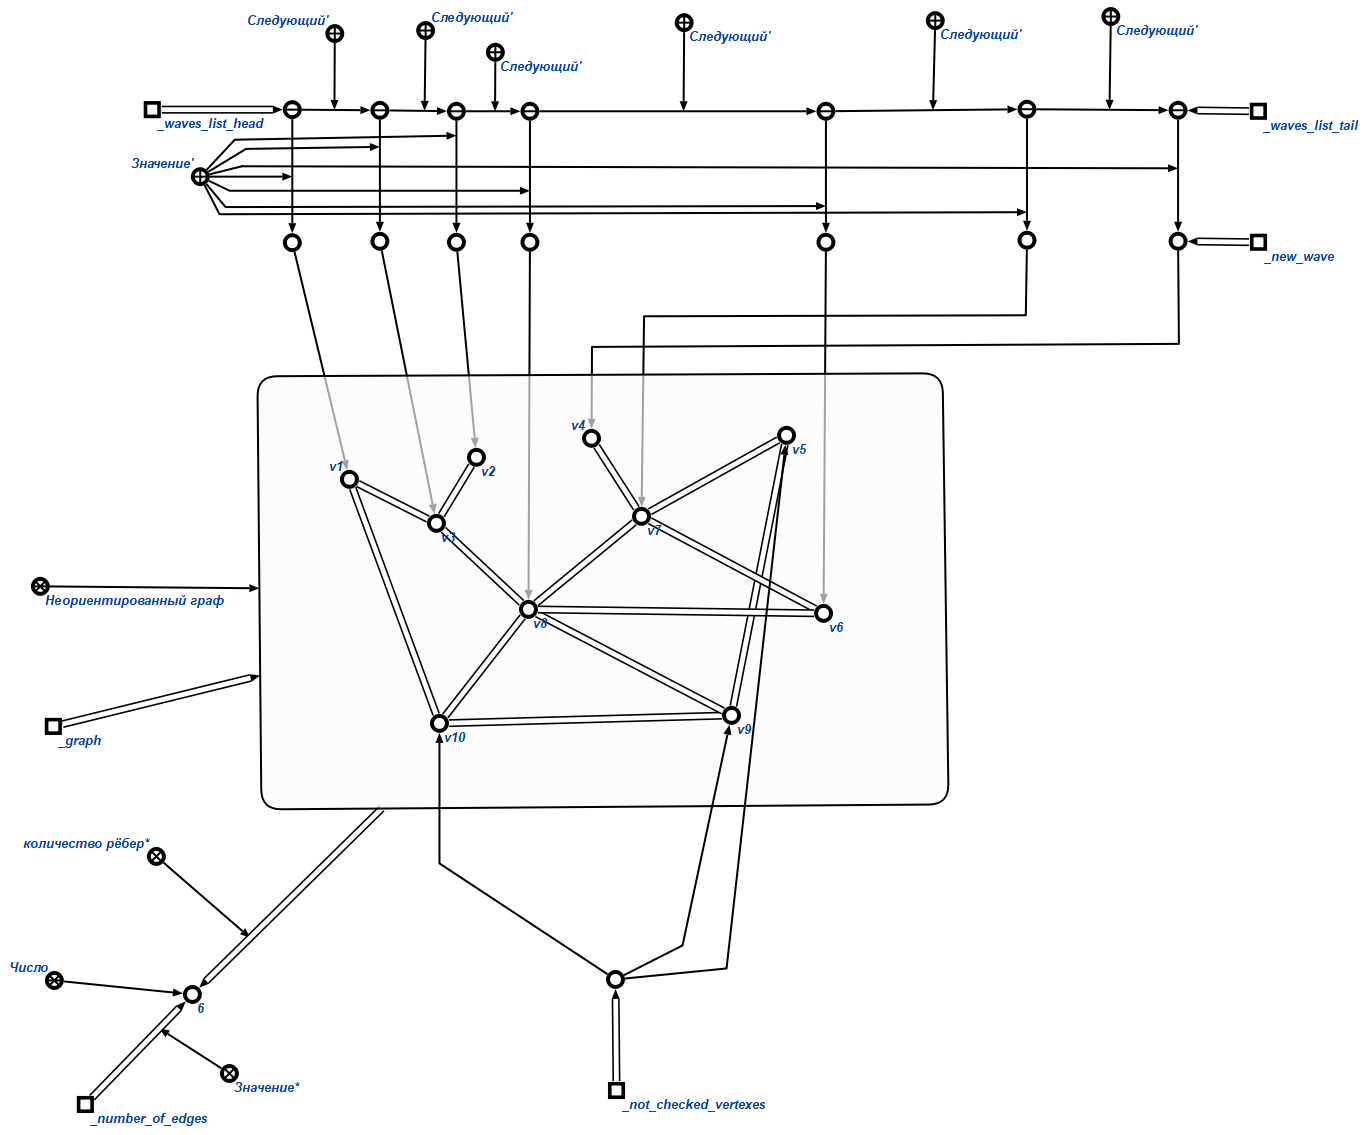 Следующий'
Следующий'
Следующий'
Следующий'
Следующий'
Следующий'
_waves_list_head
_waves_list_tail
Значение'
_new_wave
v4
v5
v1
v2
v3
v7
v8
v6
Неориентированный граф
_graph
v10
v9
количество рёбер*
Число
6
Значение*
_number_of_edges
_not_checked_vertexes